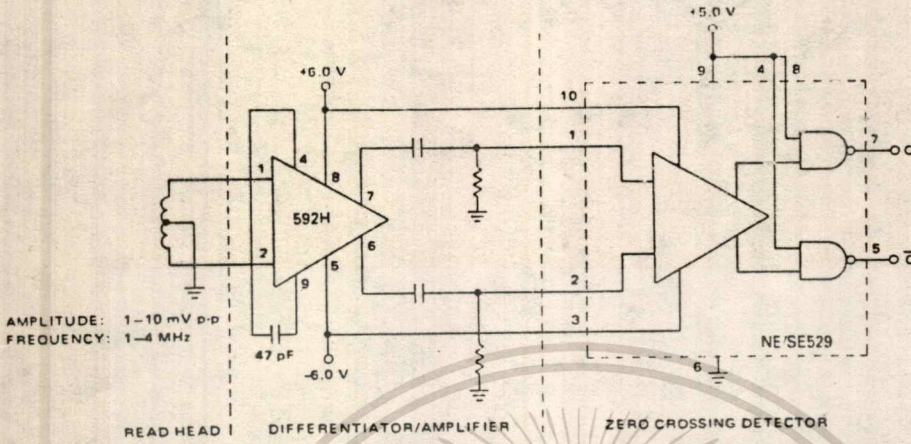 +5.0 V
9
4
8
+6.0 V
10
1
7
1
4
8
7
592H
6
2
5
9
2
5
3
AMPLITUDE: 1–10 mV p-p
FREQUENCY: 1–4 MHz
47 pF
-6.0 V
6
NE/SE529
READ HEAD
DIFFERENTIATOR/AMPLIFIER
ZERO CROSSING DETECTOR